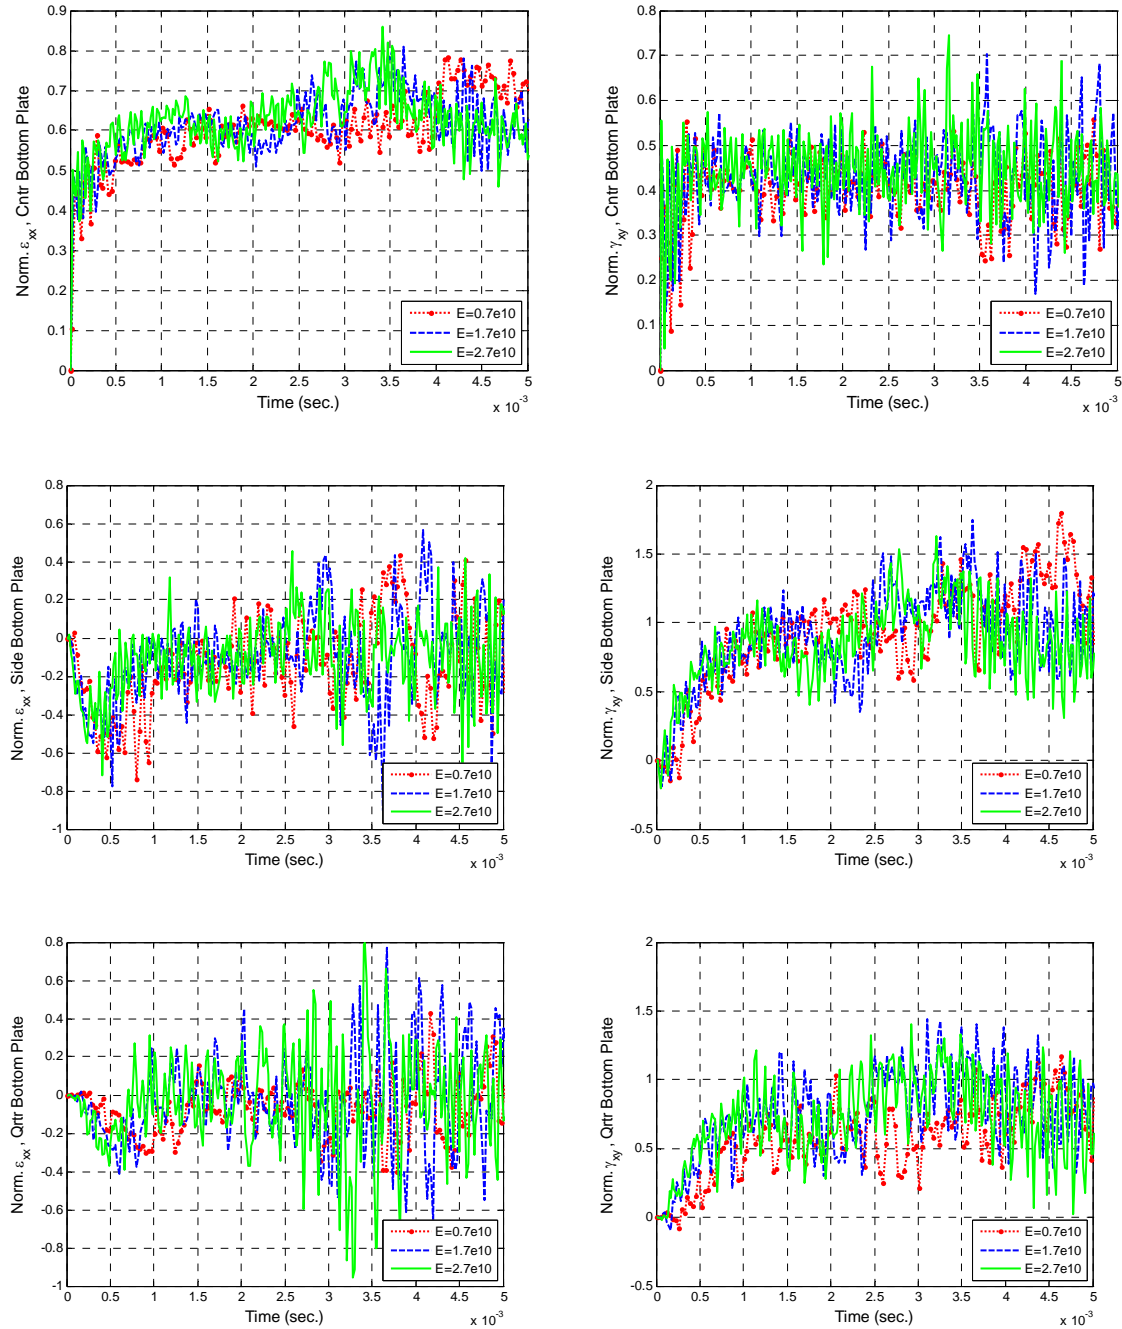 Norm. ε_xx, Cntr Bottom Plate
0.9
0.8
0.7
0.6
0.5
0.4
0.3
0.2
0.1
0
E=0.7e10
E=1.7e10
E=2.7e10
0 0.5 1 1.5 2 2.5 3 3.5 4 4.5 5
Time (sec.)
x 10^-3
Norm. γ_xy, Cntr Bottom Plate
0.8
0.7
0.6
0.5
0.4
0.3
0.2
0.1
0
E=0.7e10
E=1.7e10
E=2.7e10
0 0.5 1 1.5 2 2.5 3 3.5 4 4.5 5
Time (sec.)
x 10^-3
Norm. ε_xx, Side Bottom Plate
0.8
0.6
0.4
0.2
0
-0.2
-0.4
-0.6
-0.8
-1
E=0.7e10
E=1.7e10
E=2.7e10
0 0.5 1 1.5 2 2.5 3 3.5 4 4.5 5
Time (sec.)
x 10^-3
Norm. γ_xy, Side Bottom Plate
2
1.5
1
0.5
0
-0.5
E=0.7e10
E=1.7e10
E=2.7e10
0 0.5 1 1.5 2 2.5 3 3.5 4 4.5 5
Time (sec.)
x 10^-3
Norm. ε_xx, Qrtr Bottom Plate
0.8
0.6
0.4
0.2
0
-0.2
-0.4
-0.6
-0.8
-1
E=0.7e10
E=1.7e10
E=2.7e10
0 0.5 1 1.5 2 2.5 3 3.5 4 4.5 5
Time (sec.)
x 10^-3
Norm. γ_xy, Qrtr Bottom Plate
2
1.5
1
0.5
0
-0.5
E=0.7e10
E=1.7e10
E=2.7e10
0 0.5 1 1.5 2 2.5 3 3.5 4 4.5 5
Time (sec.)
x 10^-3